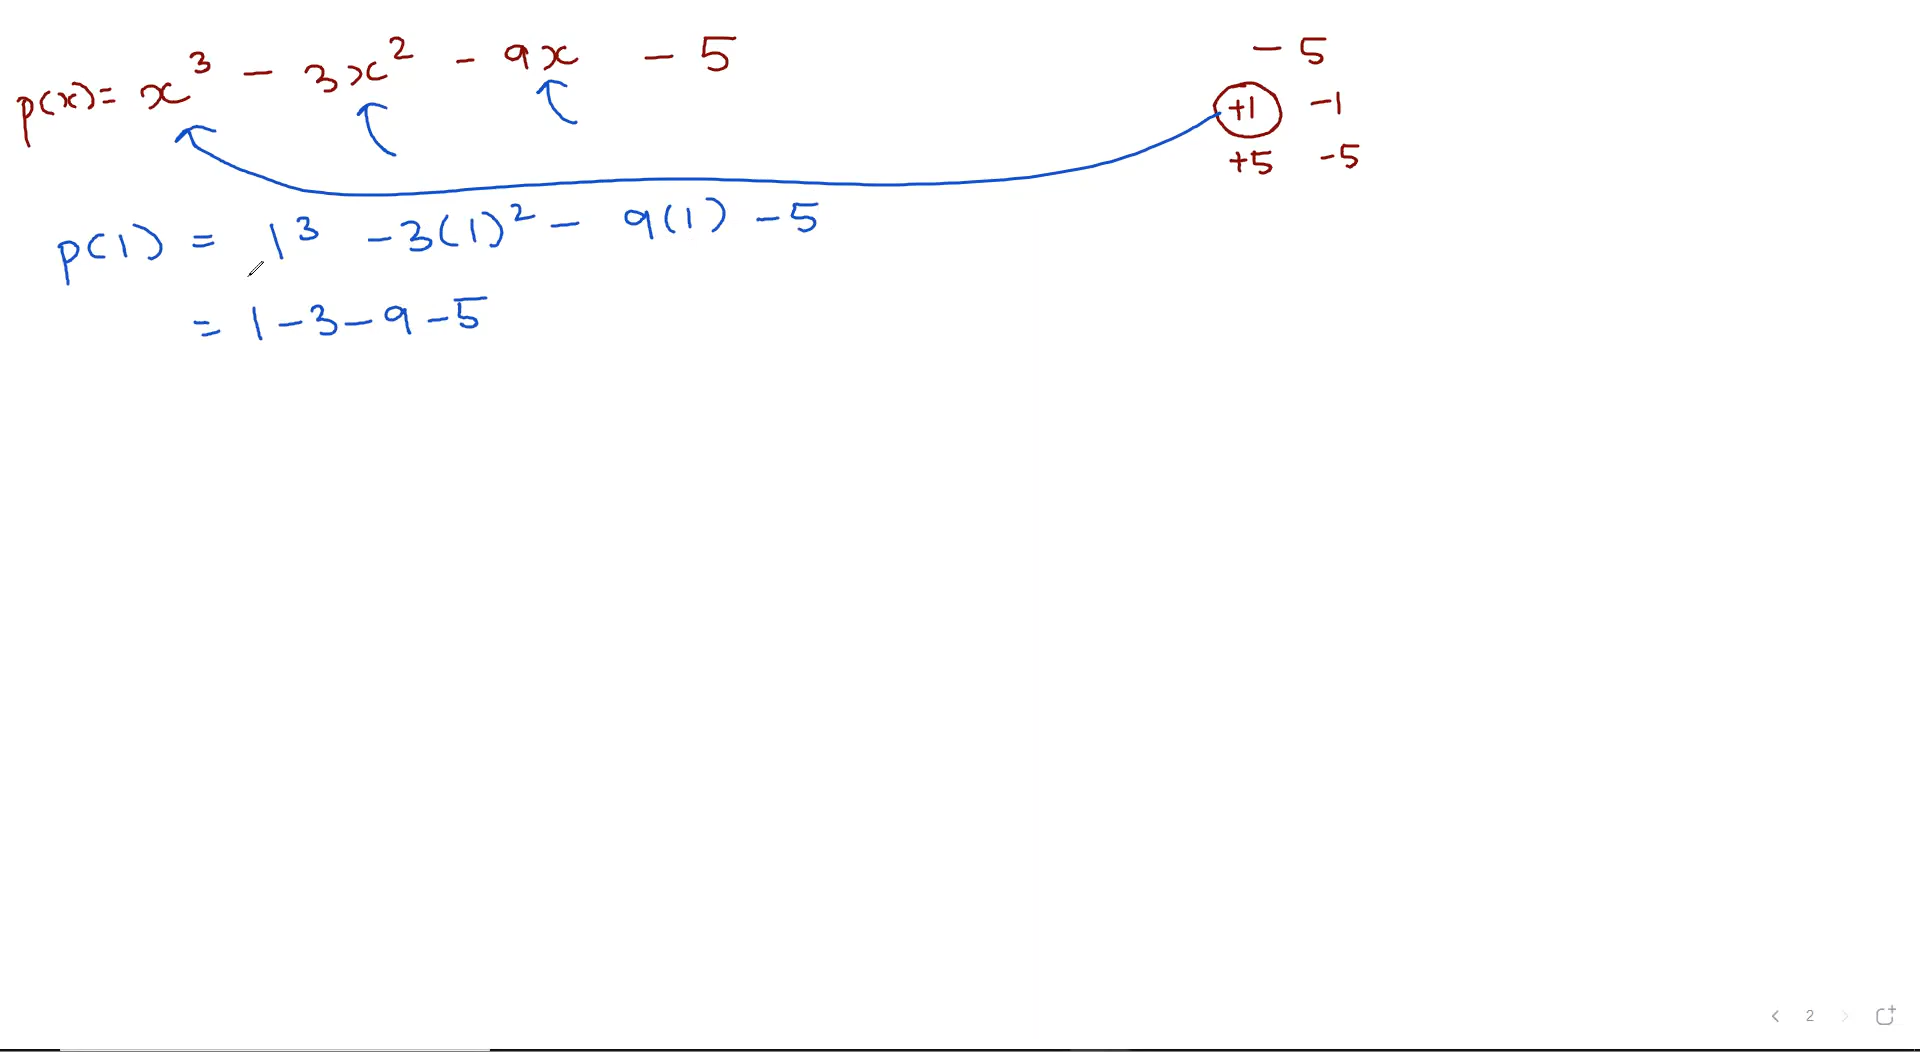 p(x)= x³ - 3x² - 9x - 5
- 5
+1 -1
+5 -5
p(1) = 1³ -3(1)² - 9(1) -5
= 1-3-9-5
2